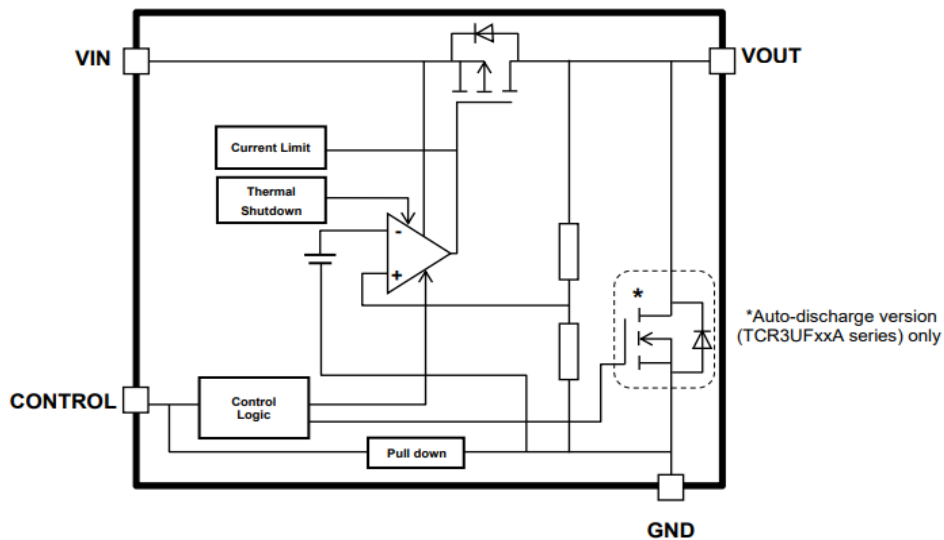 VIN
VOUT
Current Limit
Thermal
Shutdown
-
+
*
*Auto-discharge version
(TCR3UFxxA series) only
CONTROL
Control
Logic
Pull down
GND